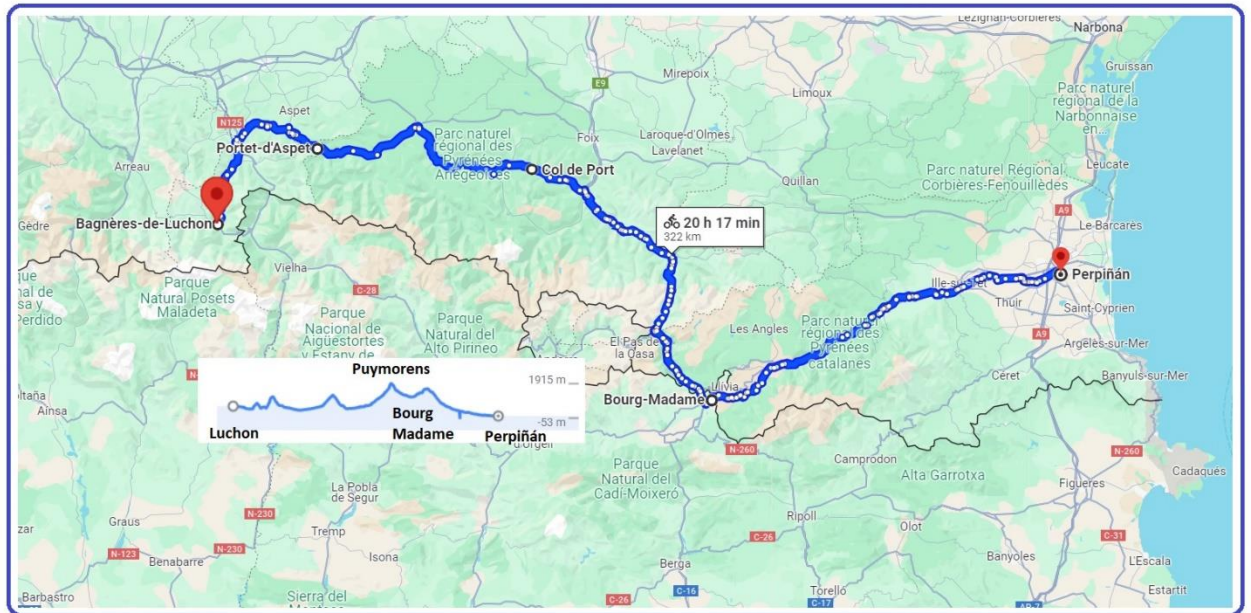 Lézignan-Corbières
Narbona
Gruissan
Mirepoix
Limoux
E9
Parc naturel
régional de la
Narbonnaise
en...
Aspet
N125
Portet-d'Aspet
Parc naturel
régional des
Pyrénées
Ariégeoises
Foix
Laroque-d'Olmes
Lavelanet
Col de Port
Quillan
Parc naturel Régional
Corbières-Fenouillèdes
Leucate
Arreau
A9
Le Barcarès
Bagnères-de-Luchon
Gèdre
20 h 17 min
322 km
Perpiñán
Ille-sur-Têt
Thuir
Saint-Cyprien
Vielha
C-28
Parque
Natural Posets
Maladeta
Parque
Nacional de
Aigüestortes
y Estany de
Parque
Natural del
Alto Pirineo
El Pas de
la Casa
Les Angles
Parc naturel
régional des
Pyrénées
catalanes
A9
Argelès-sur-Mer
Céret
Banyuls-sur-Mer
Perdido
Ainsa
Llívia
Bourg-Madame
Puymorens
1915 m
-53 m
Luchon
Bourg
Madame
Perpiñán
d'Urgell
N-260
N-260
Camprodon
Alta Garrotxa
Cadaqués
Figueres
Parque
Natural del
Cadí-Moixeró
La Pobla
de Segur
Graus
N-230
Tremp
Isona
N-123
N-230
Benabarre
Ripoll
Olot
C-26
Banyoles
C-31
L'Escala
Estartit
Berga
C-16
Barbastro
Sierra del
C-26
Torelló
C-17
AP-7